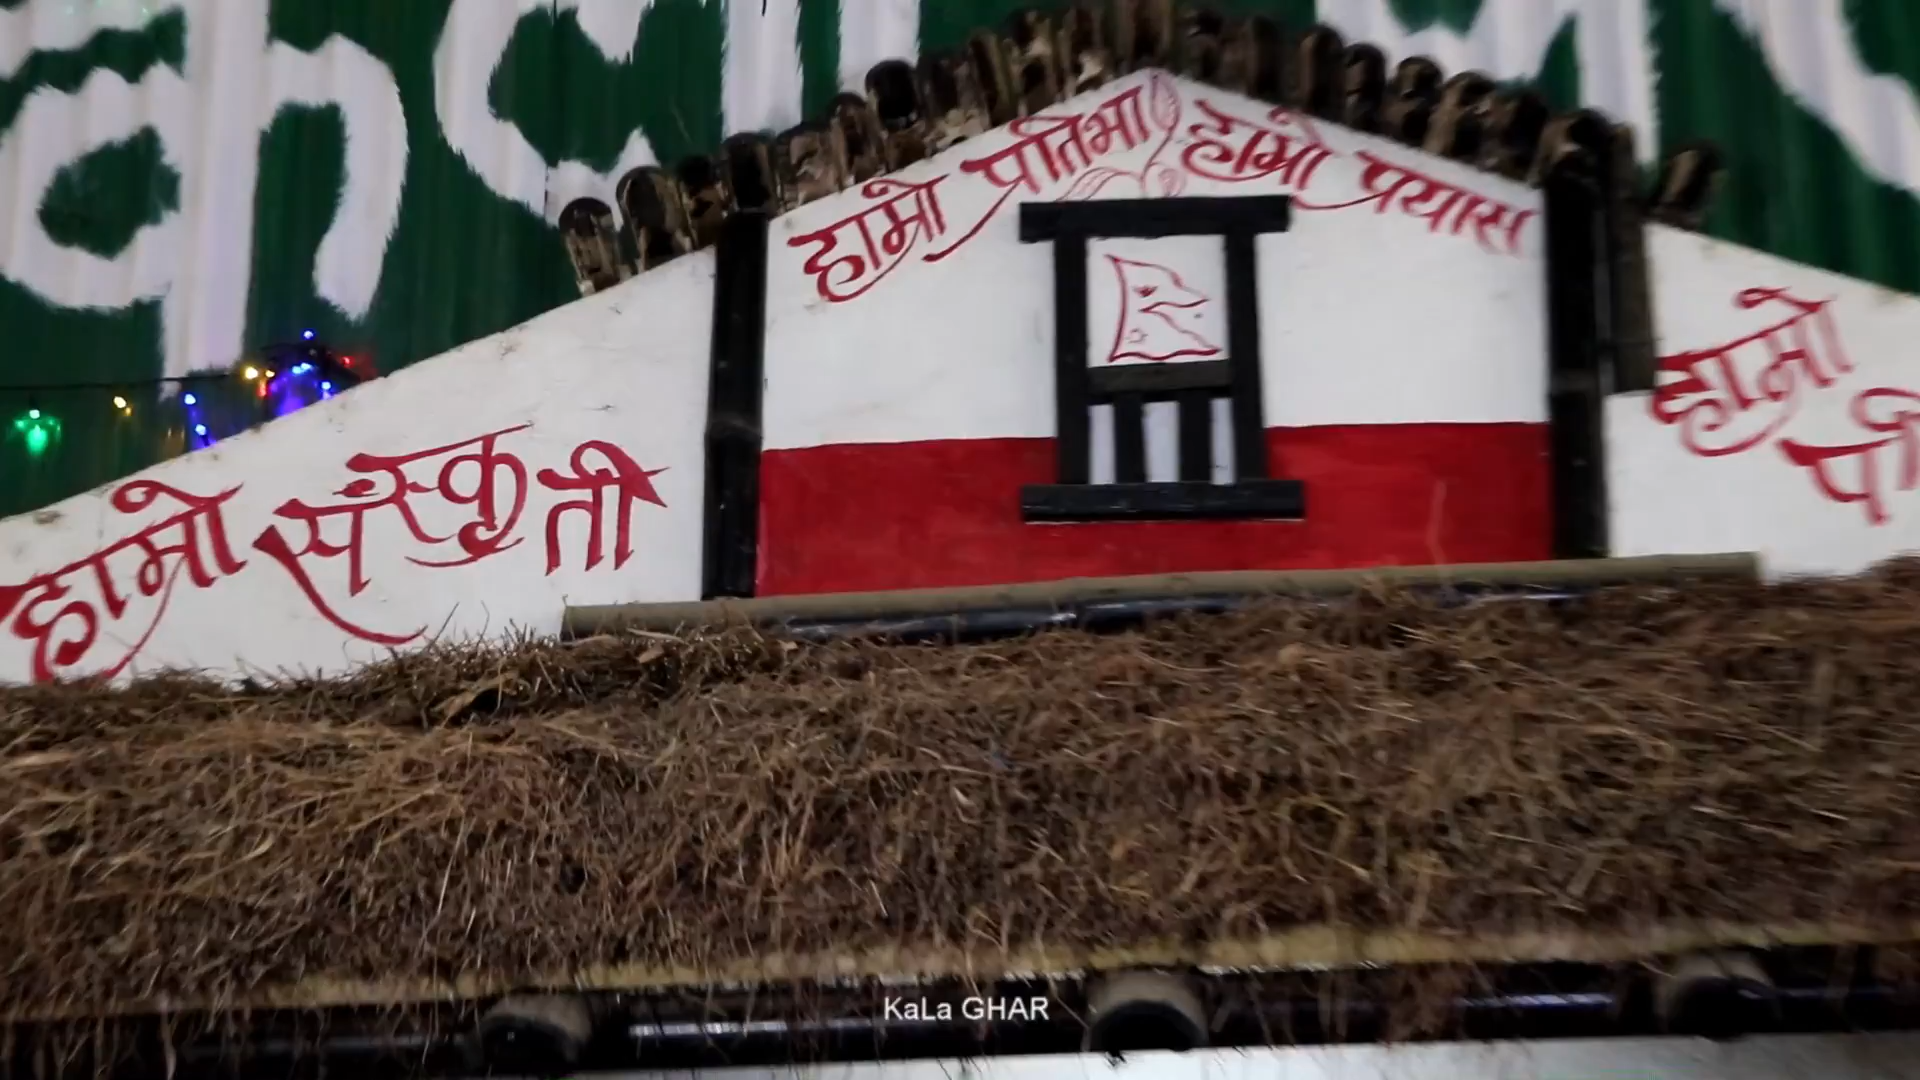 हाम्रो प्रतिभा हाम्रो प्रयास
हाम्रो संस्कृती
हाम्रो
KaLa GHAR